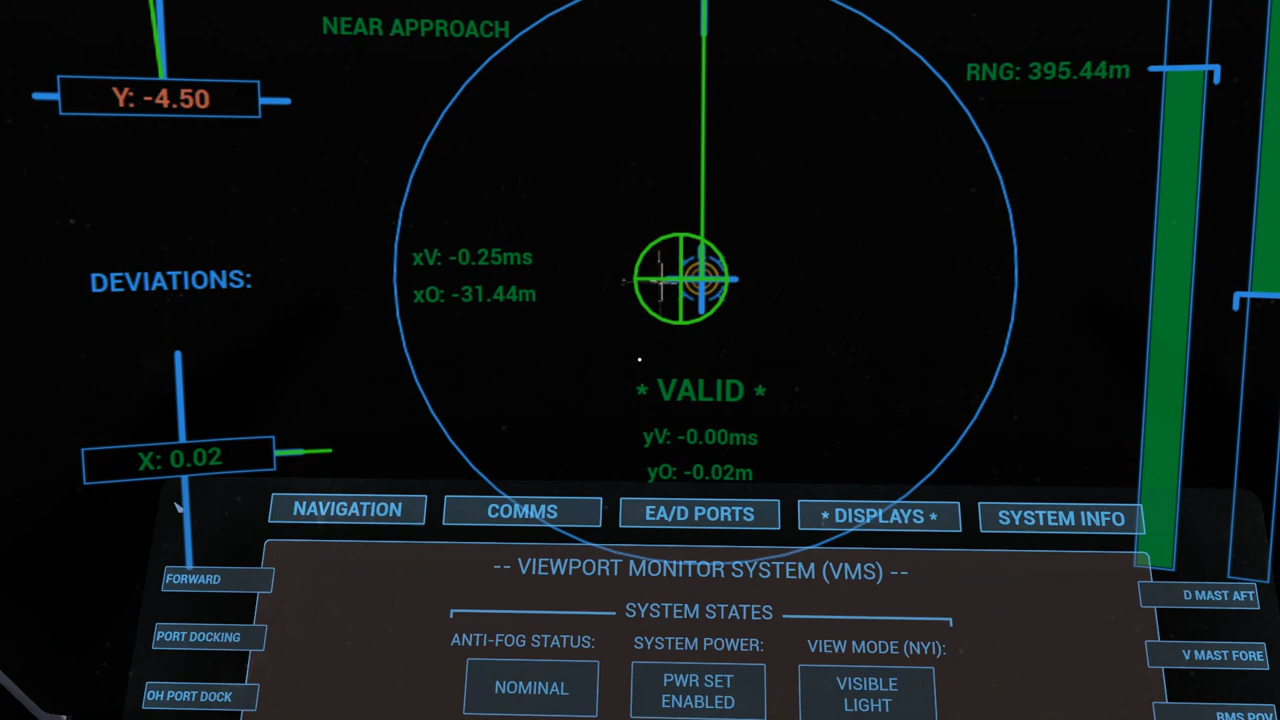 NEAR APPROACH
RNG: 395.44m
Y: -4.50
DEVIATIONS:
xV: -0.25ms
xO: -31.44m
* VALID *
yV: -0.00ms
yO: -0.02m
X: 0.02
NAVIGATION
COMMS
EA/D PORTS
* DISPLAYS *
SYSTEM INFO
-- VIEWPORT MONITOR SYSTEM (VMS) --
SYSTEM STATES
FORWARD
PORT DOCKING
OH PORT DOCK
ANTI-FOG STATUS:
NOMINAL
SYSTEM POWER:
PWR SET
ENABLED
VIEW MODE (NYI):
VISIBLE
LIGHT
D MAST AFT
V MAST FORE
RMS POV